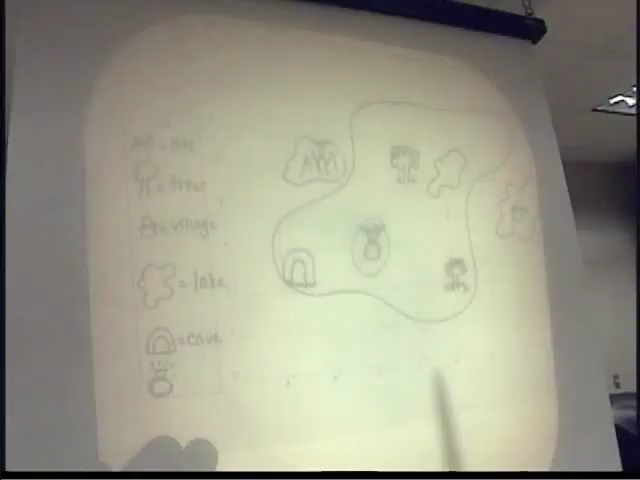 = trees
= village
= lake
= cave